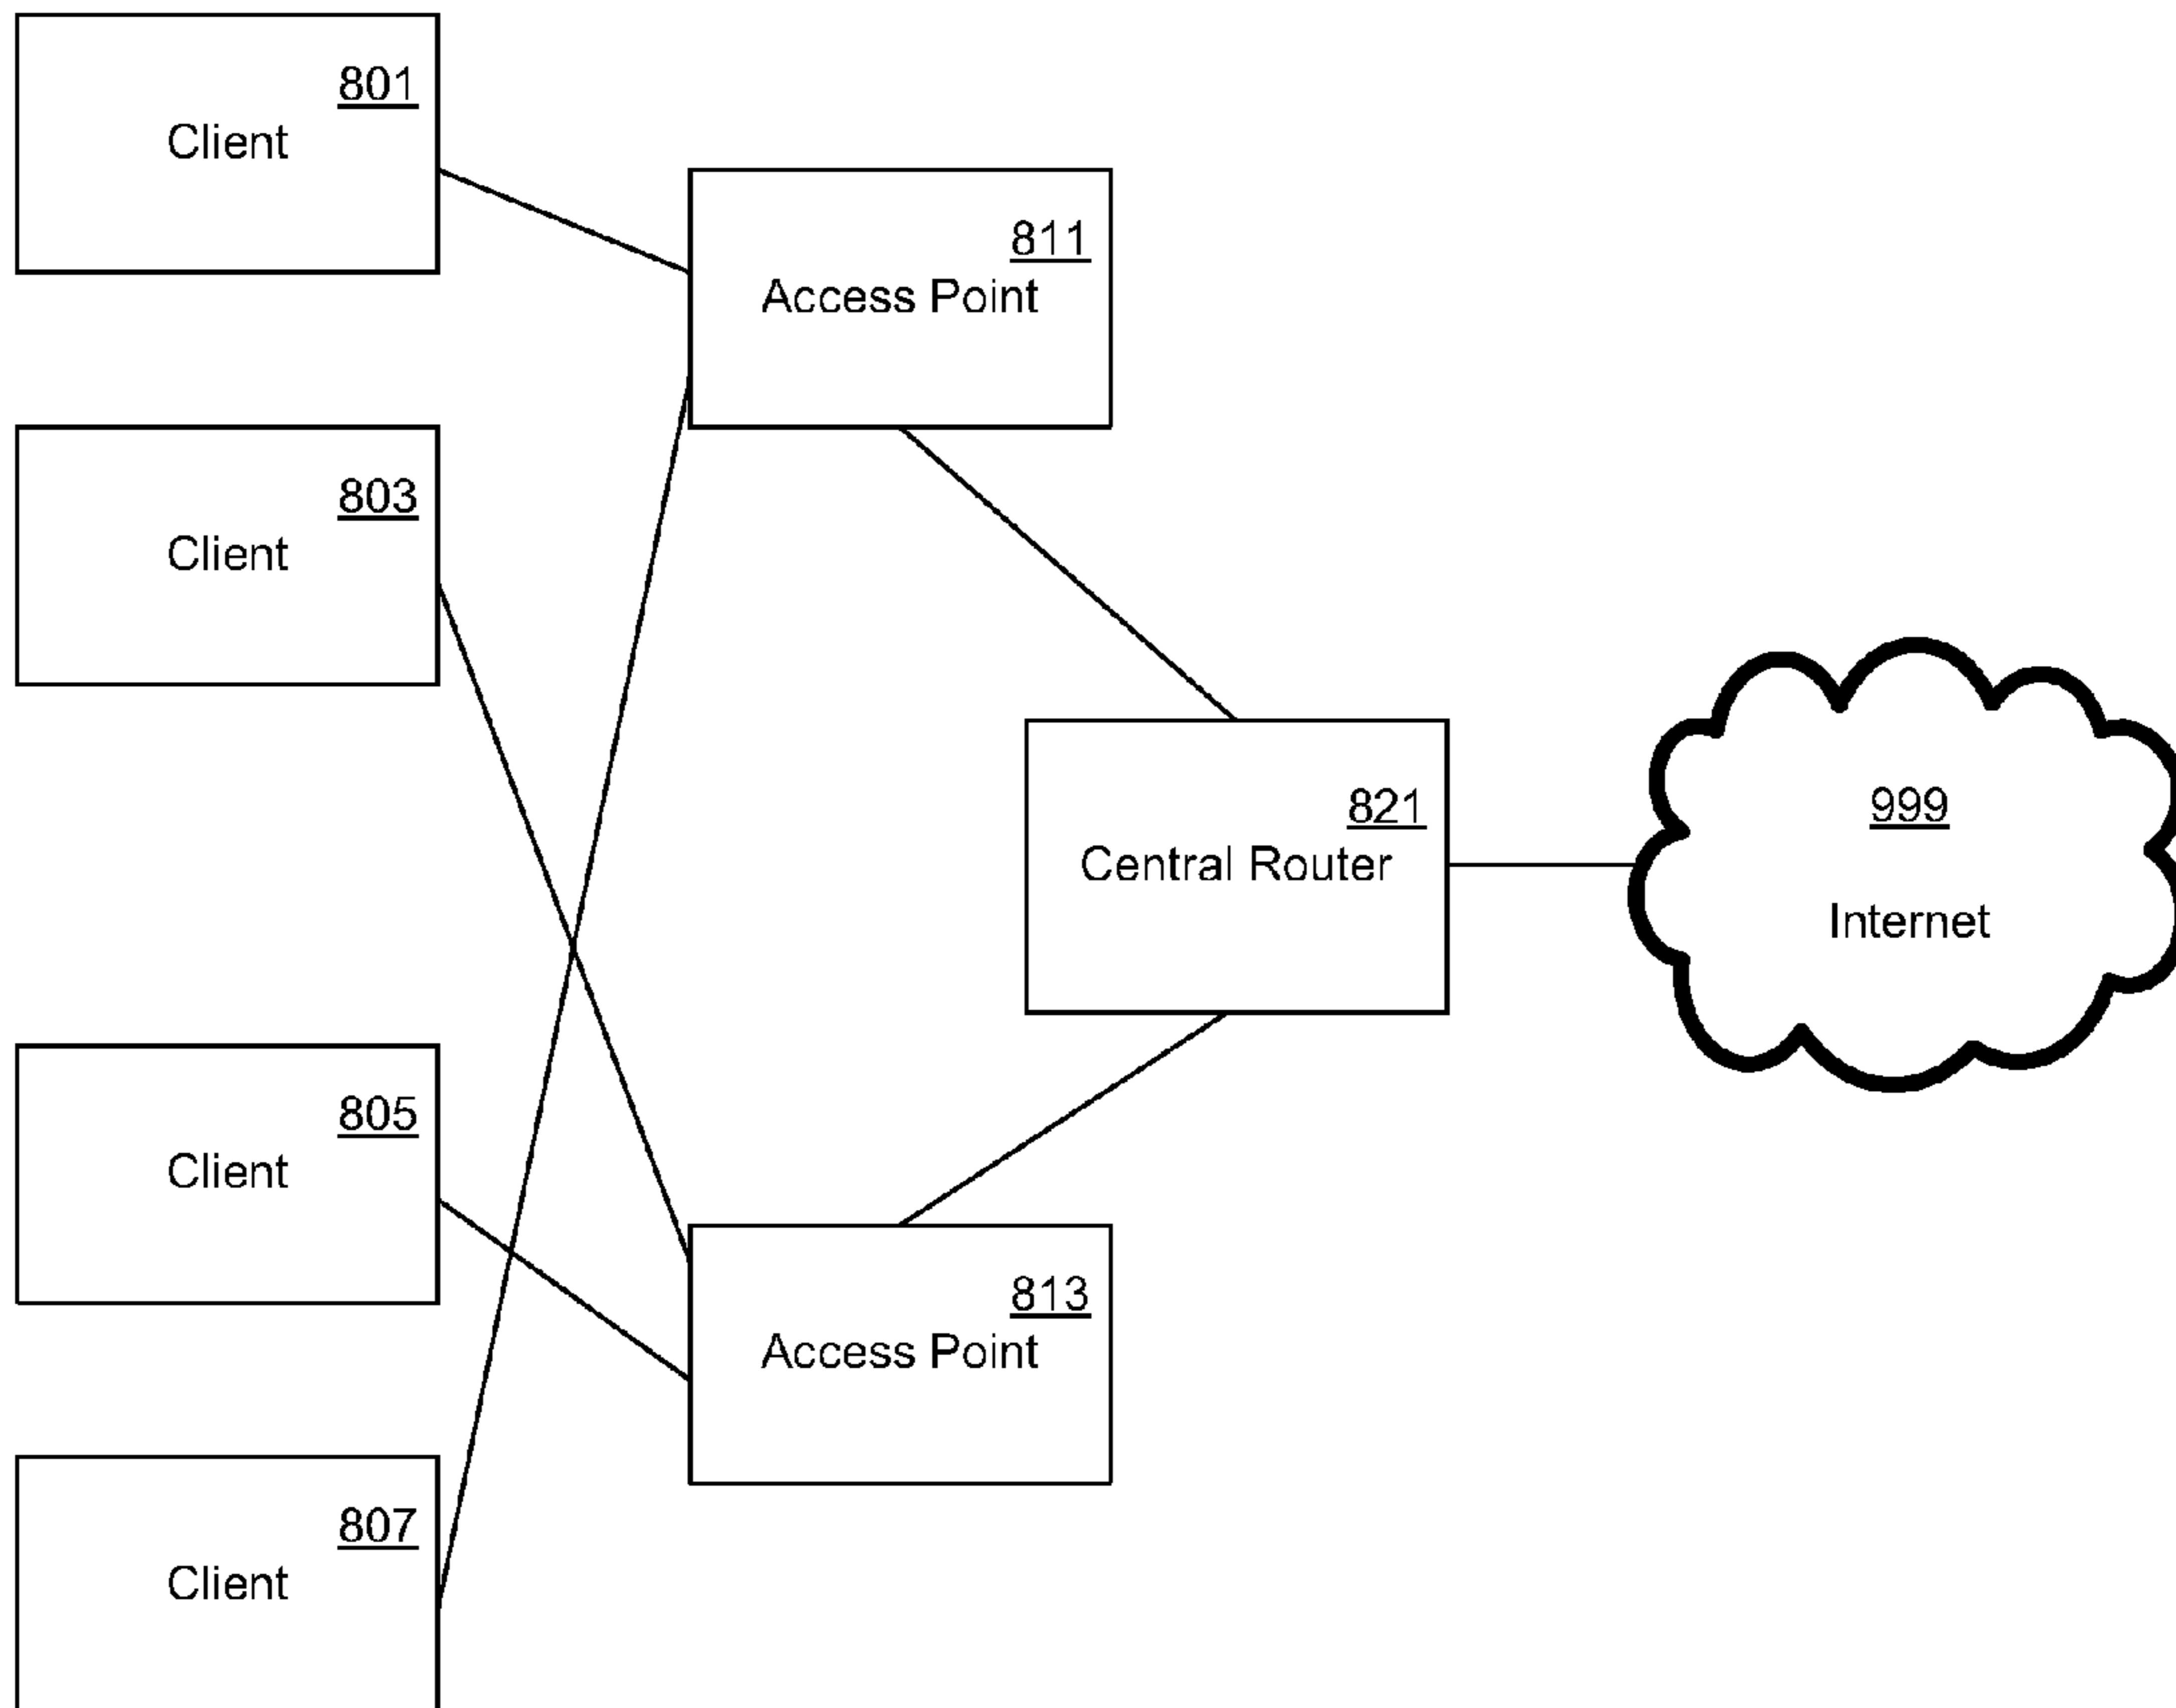 801
Client
811
Access Point
803
Client
821
Central Router
999
Internet
805
Client
813
Access Point
807
Client